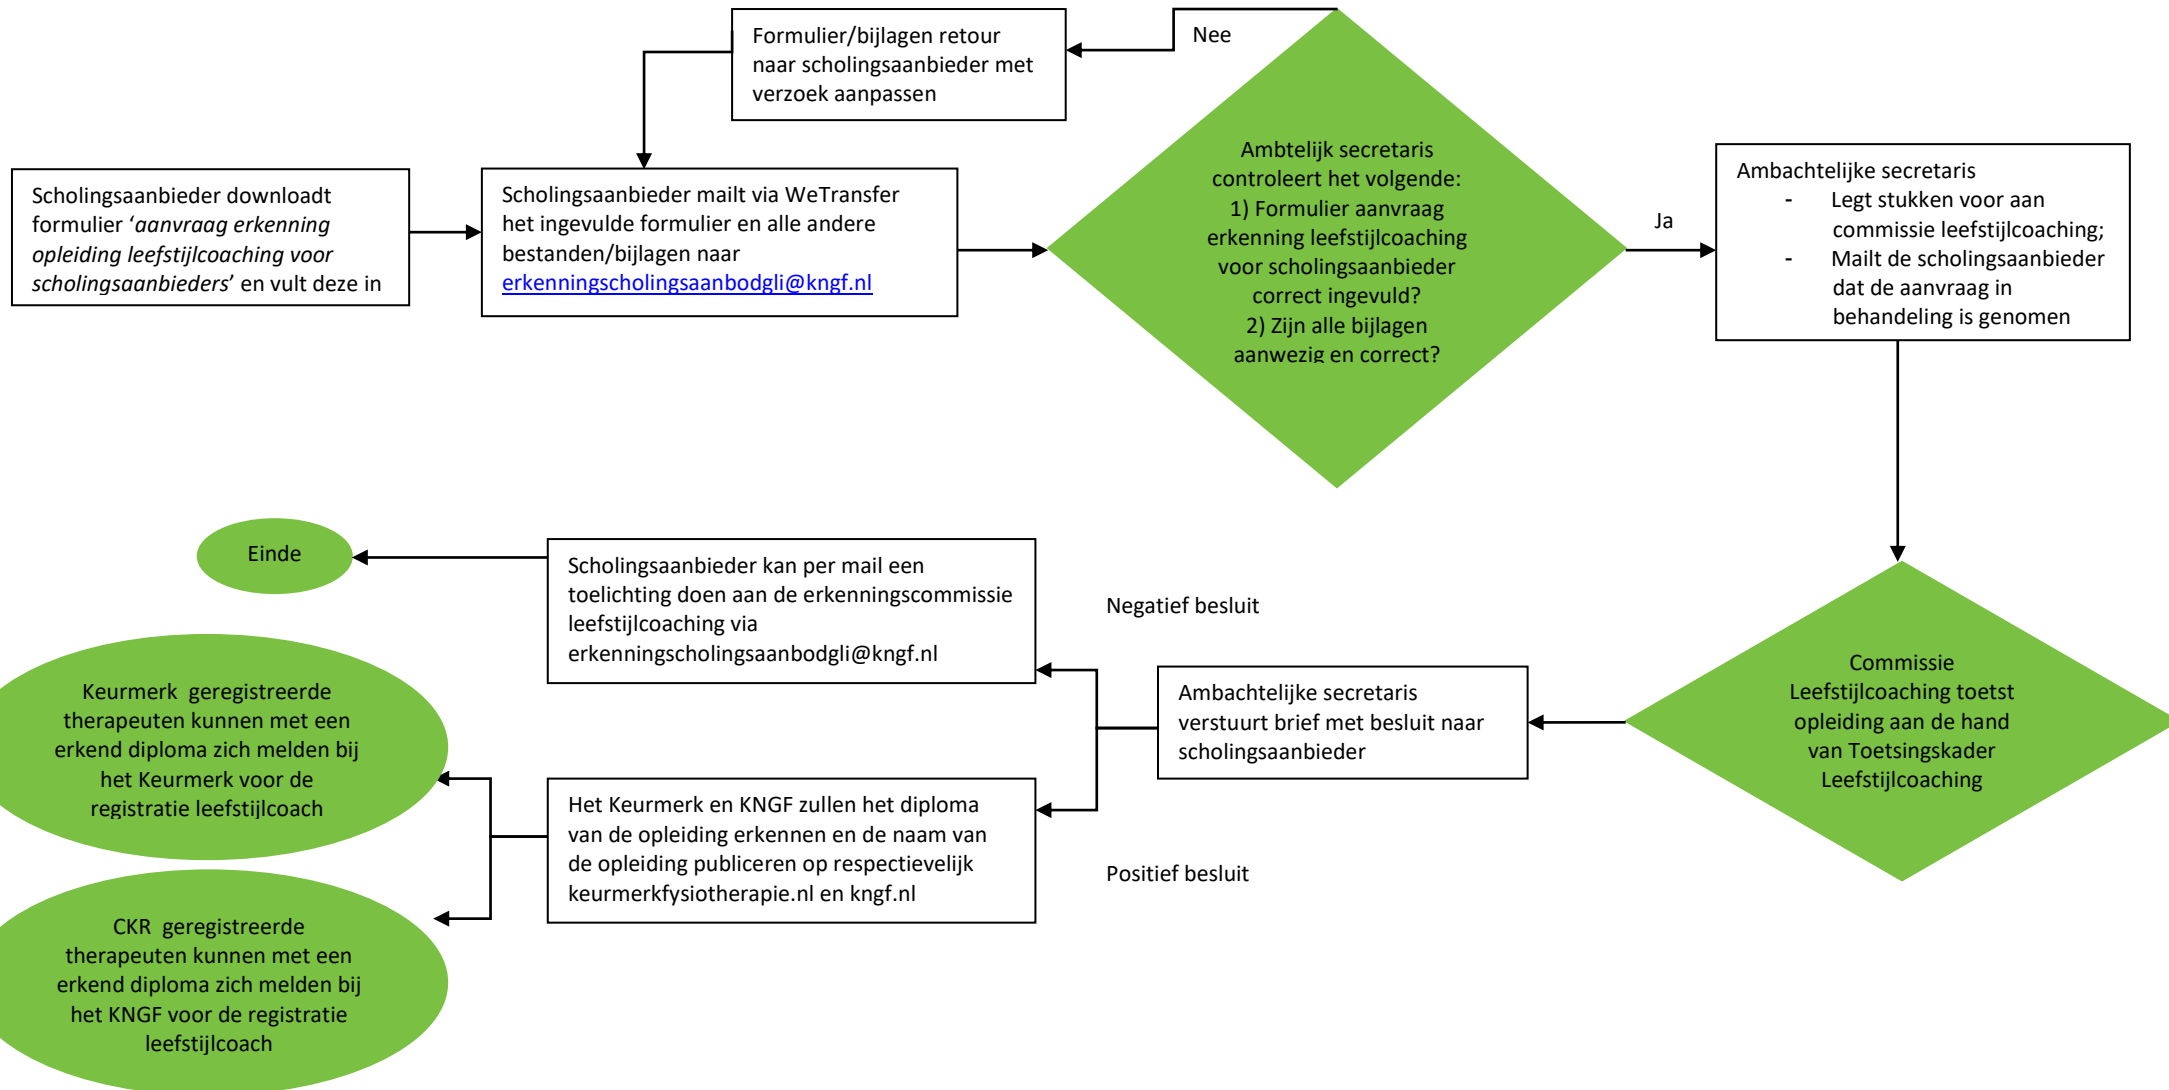 Formulier/bijlagen retour
naar scholingsaanbieder met
verzoek aanpassen
Nee
Scholingsaanbieder downloadt
formulier ‘aanvraag erkenning
opleiding leefstijlcoaching voor
scholingsaanbieders’ en vult deze in
Scholingsaanbieder mailt via WeTransfer
het ingevulde formulier en alle andere
bestanden/bijlagen naar
erkenningscholingsaanbodgli@kngf.nl
Ambtelijk secretaris
controleert het volgende:
1) Formulier aanvraag
erkenning leefstijlcoaching
voor scholingsaanbieder
correct ingevuld?
2) Zijn alle bijlagen
aanwezig en correct?
Ja
Ambachtelijke secretaris
- Legt stukken voor aan
commissie leefstijlcoaching;
- Mailt de scholingsaanbieder
dat de aanvraag in
behandeling is genomen
Commissie
Leefstijlcoaching toetst
opleiding aan de hand
van Toetsingskader
Leefstijlcoaching
Ambachtelijke secretaris
verstuurt brief met besluit naar
scholingsaanbieder
Negatief besluit
Scholingsaanbieder kan per mail een
toelichting doen aan de erkenningscommissie
leefstijlcoaching via
erkenningscholingsaanbodgli@kngf.nl
Einde
Positief besluit
Het Keurmerk en KNGF zullen het diploma
van de opleiding erkennen en de naam van
de opleiding publiceren op respectievelijk
keurmerkfysiotherapie.nl en kngf.nl
Keurmerk geregistreerde
therapeuten kunnen met een
erkend diploma zich melden bij
het Keurmerk voor de
registratie leefstijlcoach
CKR geregistreerde
therapeuten kunnen met een
erkend diploma zich melden bij
het KNGF voor de registratie
leefstijlcoach